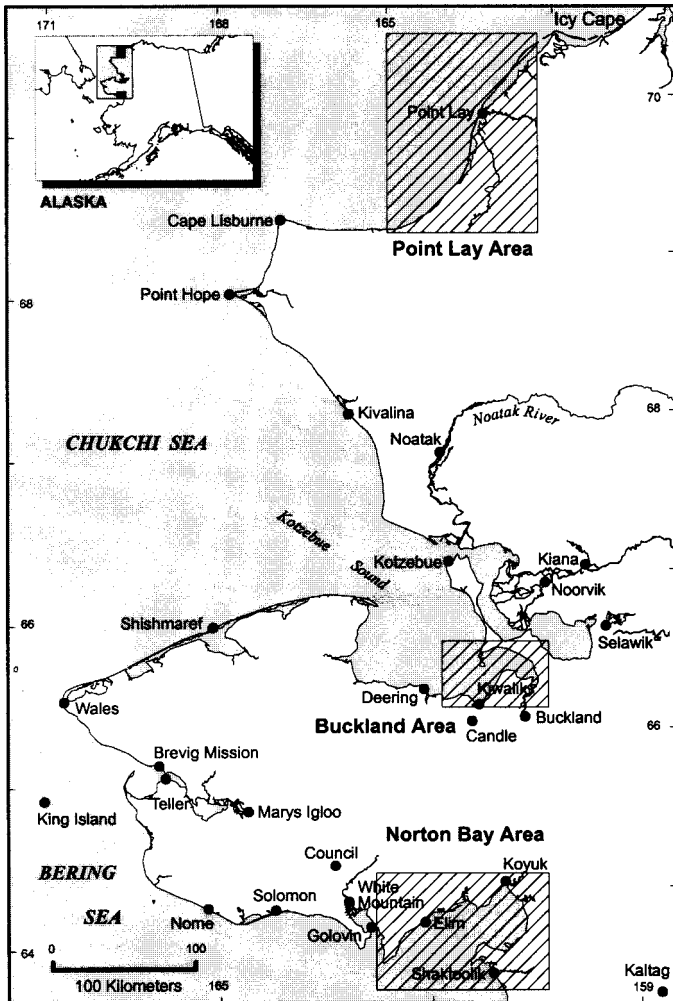 171
168
165
Icy Cape
70
Point Lay
ALASKA
Cape Lisburne
Point Lay Area
Point Hope
68
Kivalina
68
Noatak River
Noatak
CHUKCHI SEA
Kotzebue
Sound
Kotzebue
Kiana
Noorvik
Shishmaref
66
Selawik
Deering
Kiwalik
Wales
Buckland Area
Buckland
66
Candle
Brevig Mission
Teller
Marys Igloo
King Island
Norton Bay Area
Council
Koyuk
BERING
SEA
White
Mountain
Solomon
Nome
Elim
Golovin
64
0
100
Shaktoolik
Kaltag
100 Kilometers
165
159